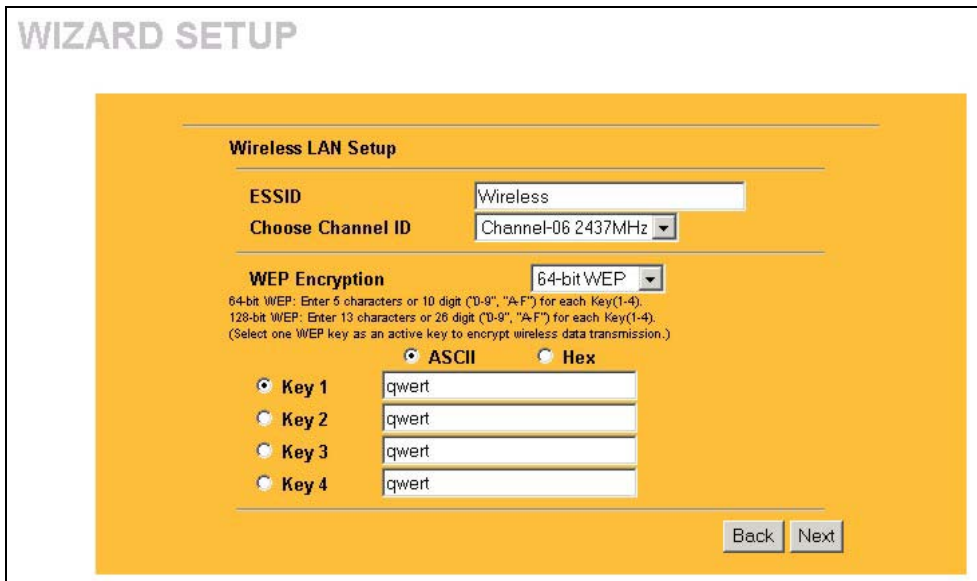 WIZARD SETUP
Wireless LAN Setup
ESSID Wireless
Choose Channel ID Channel-06 2437MHz
WEP Encryption 64-bit WEP
64-bit WEP: Enter 5 characters or 10 digit ("0-9", "A-F") for each Key(1-4).
128-bit WEP: Enter 13 characters or 26 digit ("0-9", "A-F") for each Key(1-4).
(Select one WEP key as an active key to encrypt wireless data transmission.)
ASCII Hex
Key 1 qwert
Key 2 qwert
Key 3 qwert
Key 4 qwert
Back Next